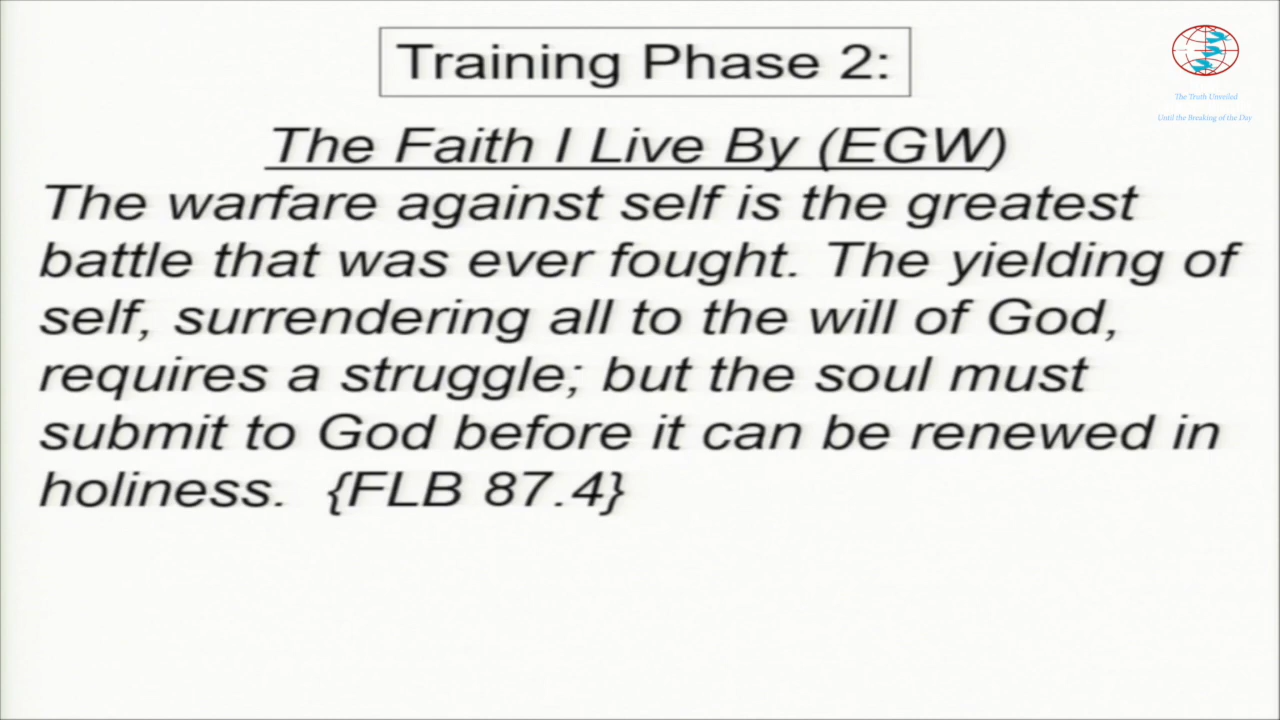 Training Phase 2:
The Truth Unveiled
Until the Breaking of the Day
The Faith I Live By (EGW)
The warfare against self is the greatest
battle that was ever fought. The yielding of
self, surrendering all to the will of God,
requires a struggle; but the soul must
submit to God before it can be renewed in
holiness. {FLB 87.4}